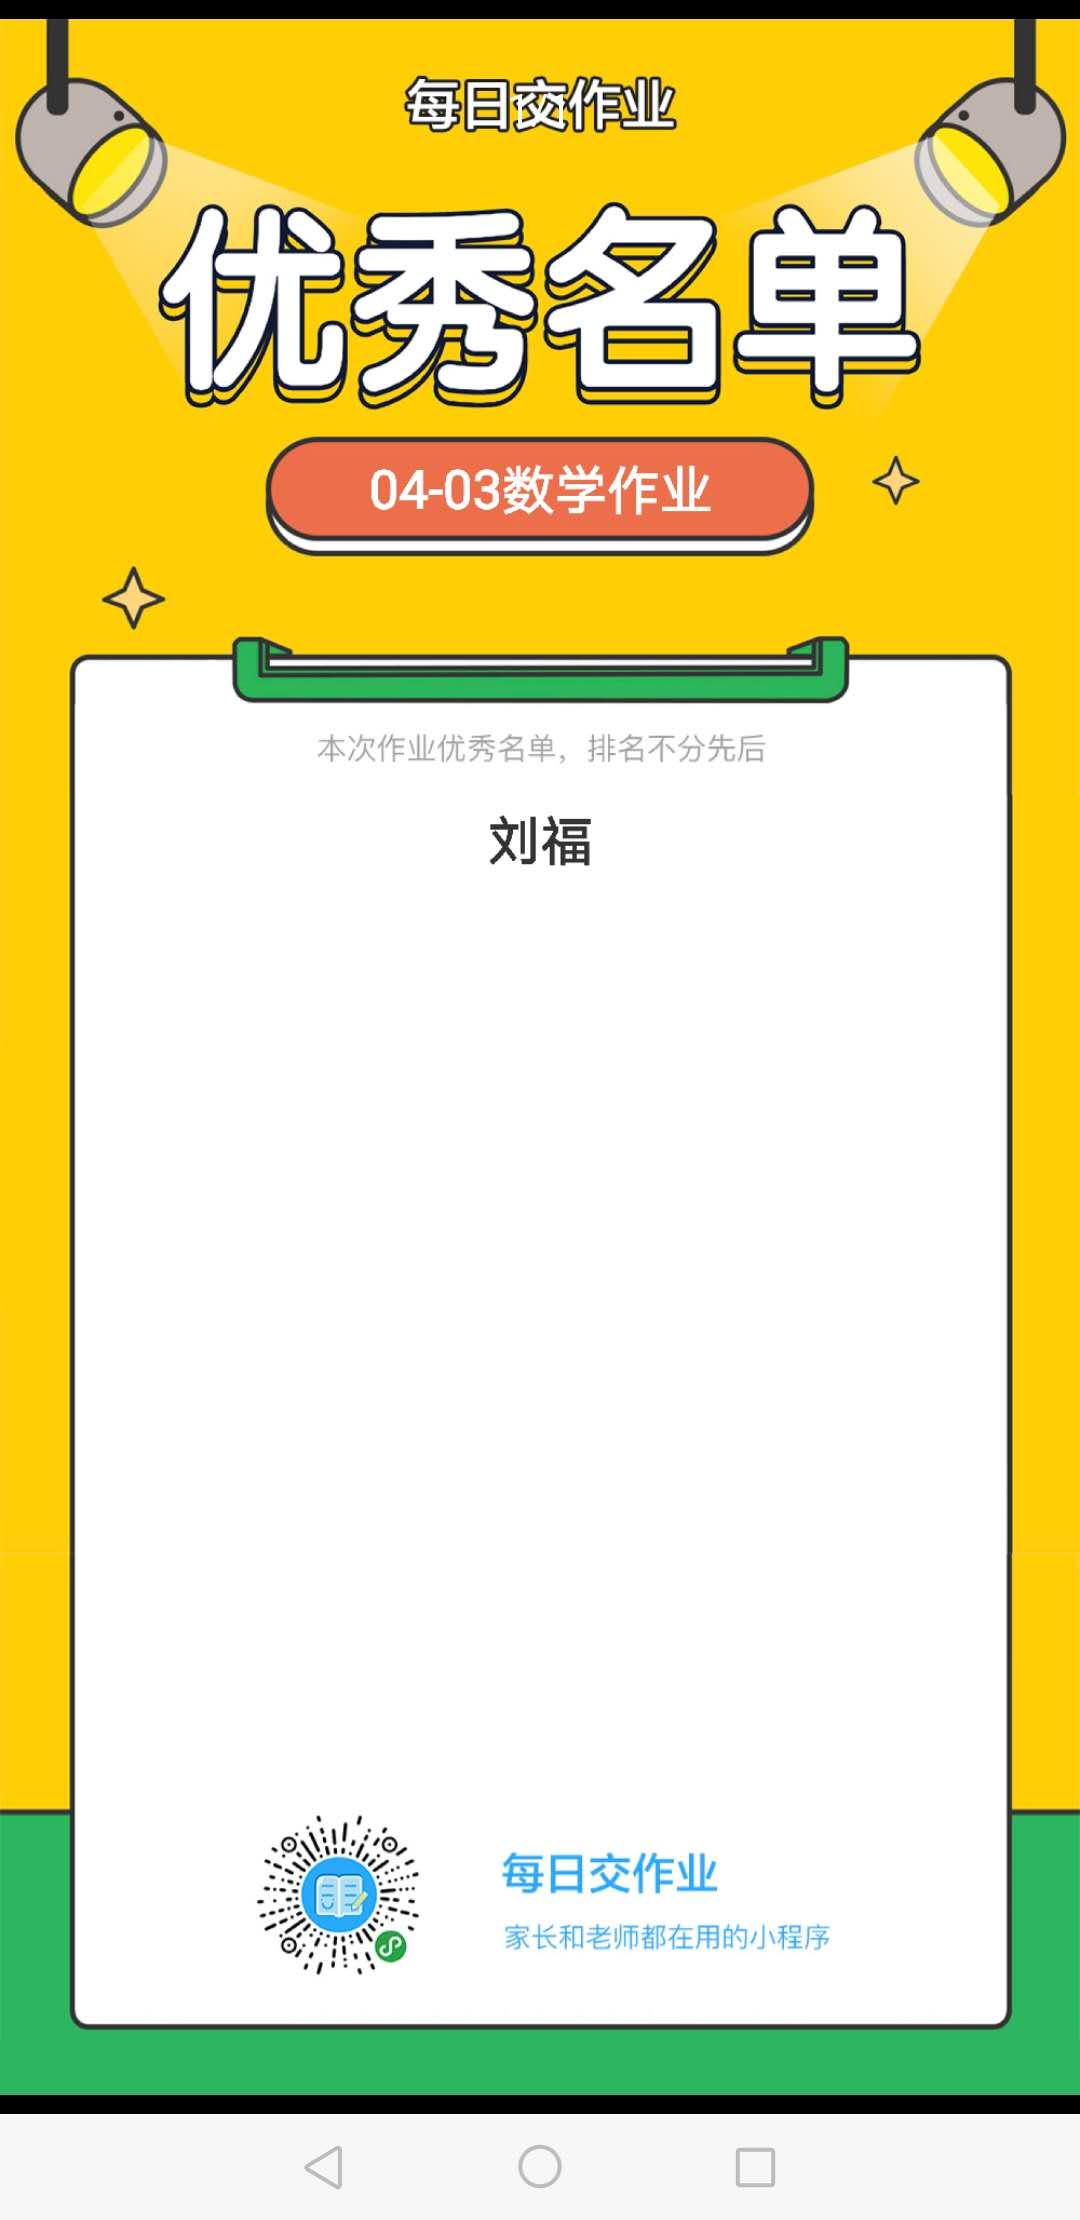 每日交作业
优秀名单
04-03数学作业
本次作业优秀名单，排名不分先后
刘福
每日交作业
家长和老师都在用的小程序